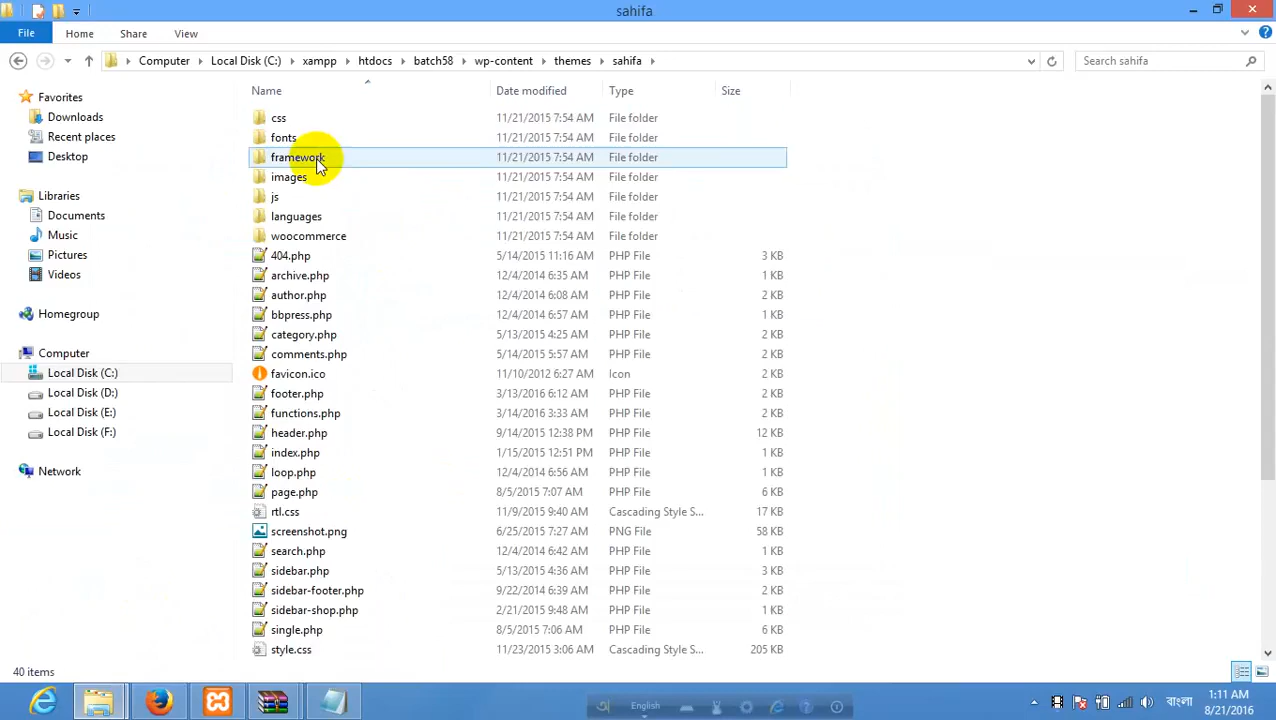 sahifa
File Home Share View
Computer Local Disk (C:) xampp htdocs batch58 wp-content themes sahifa Search sahifa
Name Date modified Type Size
Favorites
Downloads
Recent places
Desktop
Libraries
Documents
Music
Pictures
Videos
Homegroup
Computer
Local Disk (C:)
Local Disk (D:)
Local Disk (E:)
Local Disk (F:)
Network
css 11/21/2015 7:54 AM File folder
fonts 11/21/2015 7:54 AM File folder
framework 11/21/2015 7:54 AM File folder
images 11/21/2015 7:54 AM File folder
js 11/21/2015 7:54 AM File folder
languages 11/21/2015 7:54 AM File folder
woocommerce 11/21/2015 7:54 AM File folder
404.php 5/14/2015 11:16 AM PHP File 3 KB
archive.php 12/4/2014 6:35 AM PHP File 1 KB
author.php 12/4/2014 6:08 AM PHP File 2 KB
bbpress.php 12/4/2014 6:57 AM PHP File 1 KB
category.php 5/13/2015 4:25 AM PHP File 2 KB
comments.php 5/14/2015 5:57 AM PHP File 2 KB
favicon.ico 11/10/2012 6:27 AM Icon 2 KB
footer.php 3/13/2016 6:12 AM PHP File 2 KB
functions.php 3/14/2016 3:33 AM PHP File 2 KB
header.php 9/14/2015 12:38 PM PHP File 12 KB
index.php 1/15/2015 12:51 PM PHP File 1 KB
loop.php 12/4/2014 6:56 AM PHP File 1 KB
page.php 8/5/2015 7:07 AM PHP File 6 KB
rtl.css 11/9/2015 9:40 AM Cascading Style S... 17 KB
screenshot.png 6/25/2015 7:27 AM PNG File 58 KB
search.php 12/4/2014 6:42 AM PHP File 1 KB
sidebar.php 5/13/2015 4:36 AM PHP File 3 KB
sidebar-footer.php 9/22/2014 6:39 AM PHP File 2 KB
sidebar-shop.php 2/21/2015 9:48 AM PHP File 1 KB
single.php 8/5/2015 7:06 AM PHP File 6 KB
style.css 11/23/2015 3:06 AM Cascading Style S... 205 KB
40 items
English
বাংলা
1:11 AM
8/21/2016